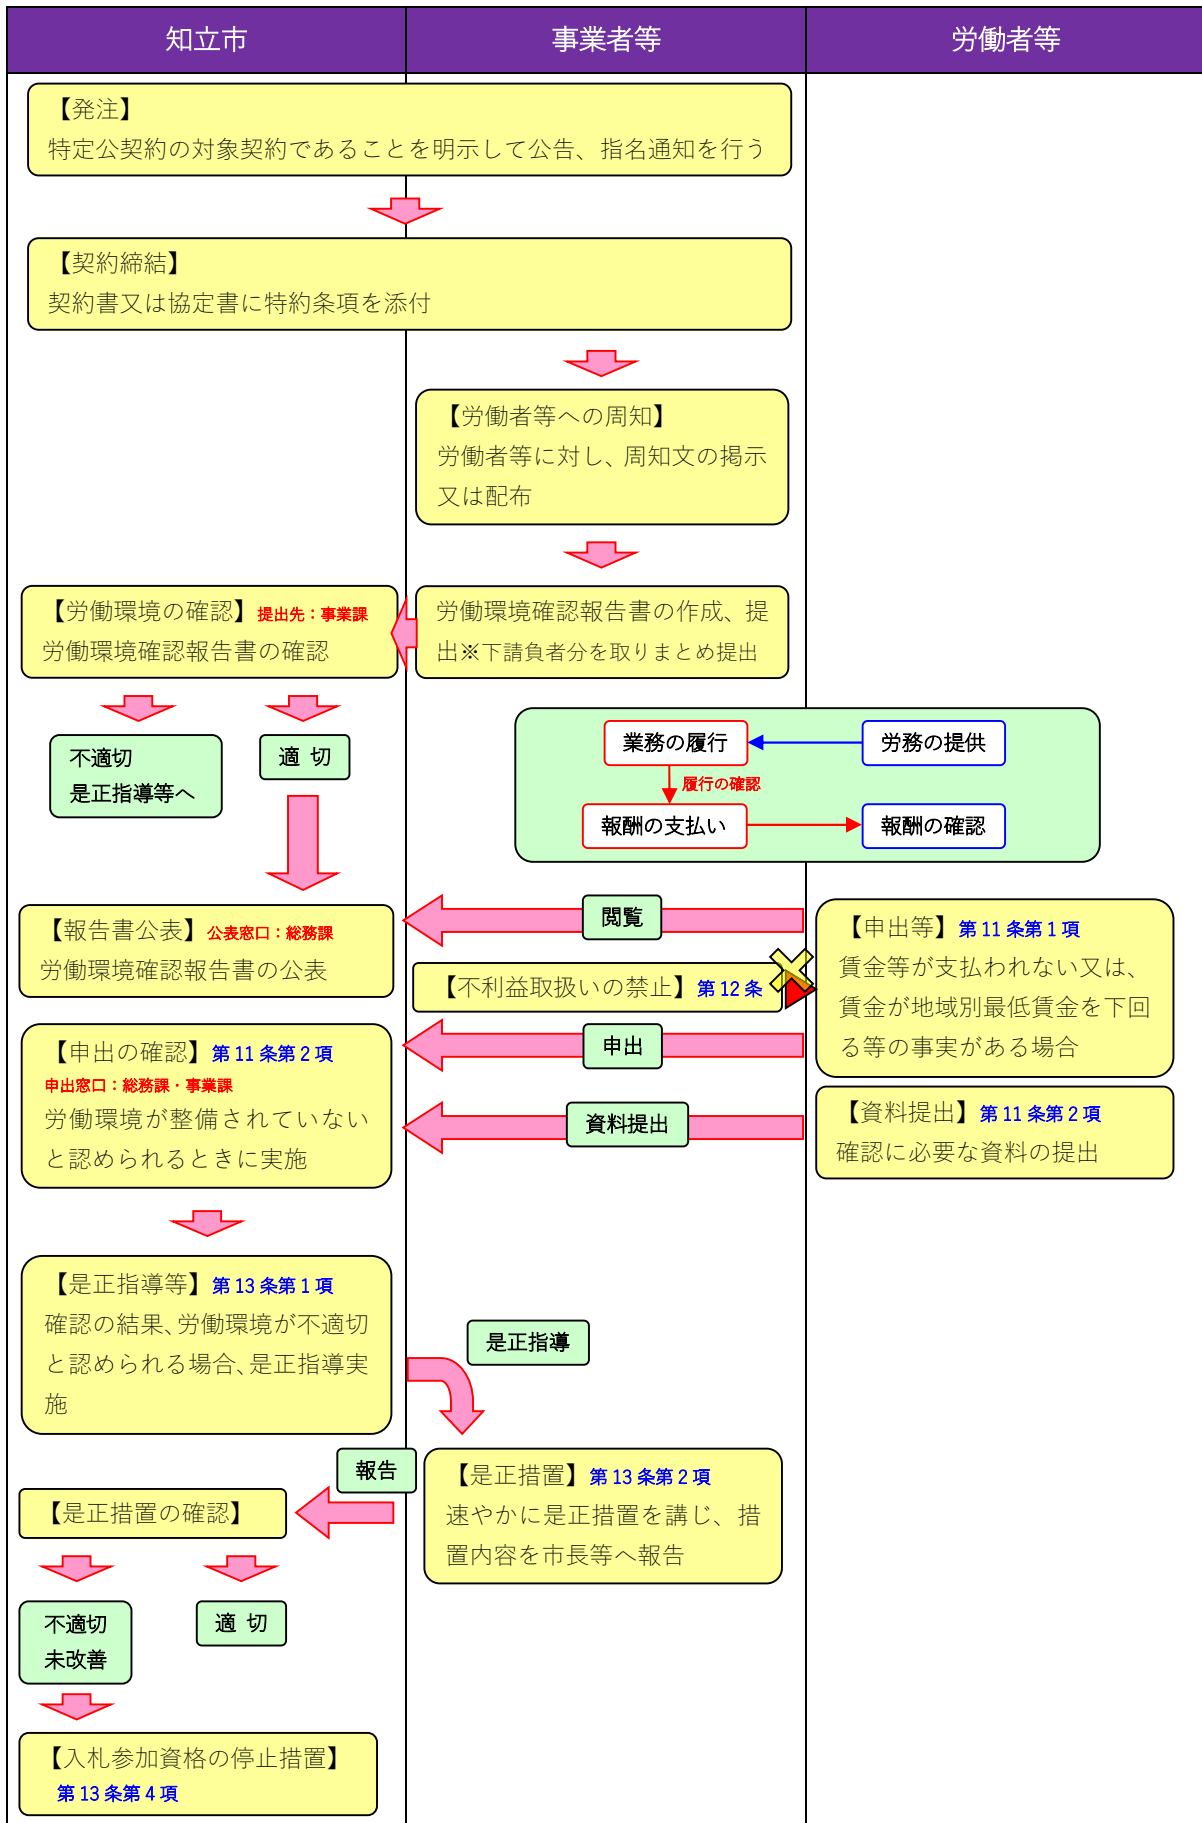 知立市
事業者等
労働者等
【発注】
特定公契約の対象契約であることを明示して公告、指名通知を行う
【契約締結】
契約書又は協定書に特約条項を添付
【労働者等への周知】
労働者等に対し、周知文の掲示
又は配布
【労働環境の確認】提出先：事業課
労働環境確認報告書の確認
労働環境確認報告書の作成、提
出※下請負者分を取りまとめ提出
不適切
是正指導等へ
適 切
業務の履行
労務の提供
履行の確認
報酬の支払い
報酬の確認
【報告書公表】公表窓口：総務課
労働環境確認報告書の公表
閲覧
【申出等】第11条第1項
賃金等が支払われない又は、
賃金が地域別最低賃金を下回
る等の事実がある場合
【不利益取扱いの禁止】第12条
【申出の確認】第11条第2項
申出窓口：総務課・事業課
労働環境が整備されていない
と認められるときに実施
申出
資料提出
【資料提出】第11条第2項
確認に必要な資料の提出
【是正指導等】第13条第1項
確認の結果、労働環境が不適切
と認められる場合、是正指導実
施
是正指導
報告
【是正措置】第13条第2項
速やかに是正措置を講じ、措
置内容を市長等へ報告
【是正措置の確認】
不適切
未改善
適 切
【入札参加資格の停止措置】
第13条第4項